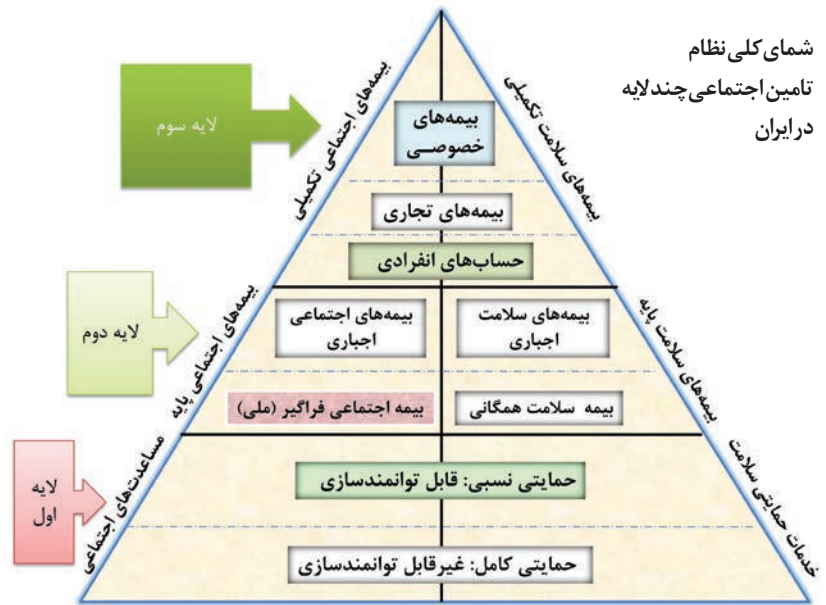 شمای کلی نظام
تامین اجتماعی چند لایه
در ایران
لایه سوم
بیمه‌های اجتماعی تکمیلی
بیمه‌های سلامت تکمیلی
بیمه‌های
خصوصــی
بیمه‌های تجاری
حساب‌های انفرادی
لایه دوم
بیمه‌های اجتماعی پایه
بیمه‌های سلامت پایه
بیمه‌های سلامت
اجباری
بیمه‌های اجتماعی
اجباری
بیمه سلامت همگانی
بیمه اجتماعی فراگیر (ملی)
لایه
اول
مساعدت‌های اجتماعی
خدمات حمایتی سلامت
حمایتی نسبی: قابل توانمندسازی
حمایتی کامل: غیرقابل توانمندسازی